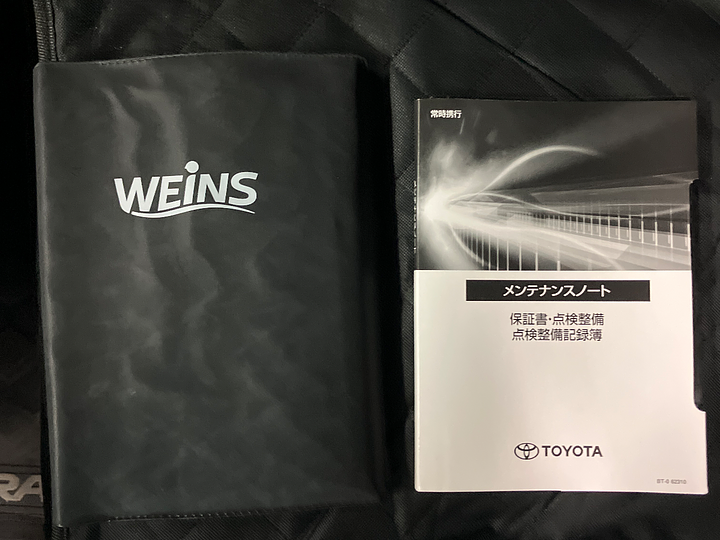 WEiNS
常時携行
メンテナンスノート
保証書・点検整備
点検整備記録簿
TOYOTA
RA